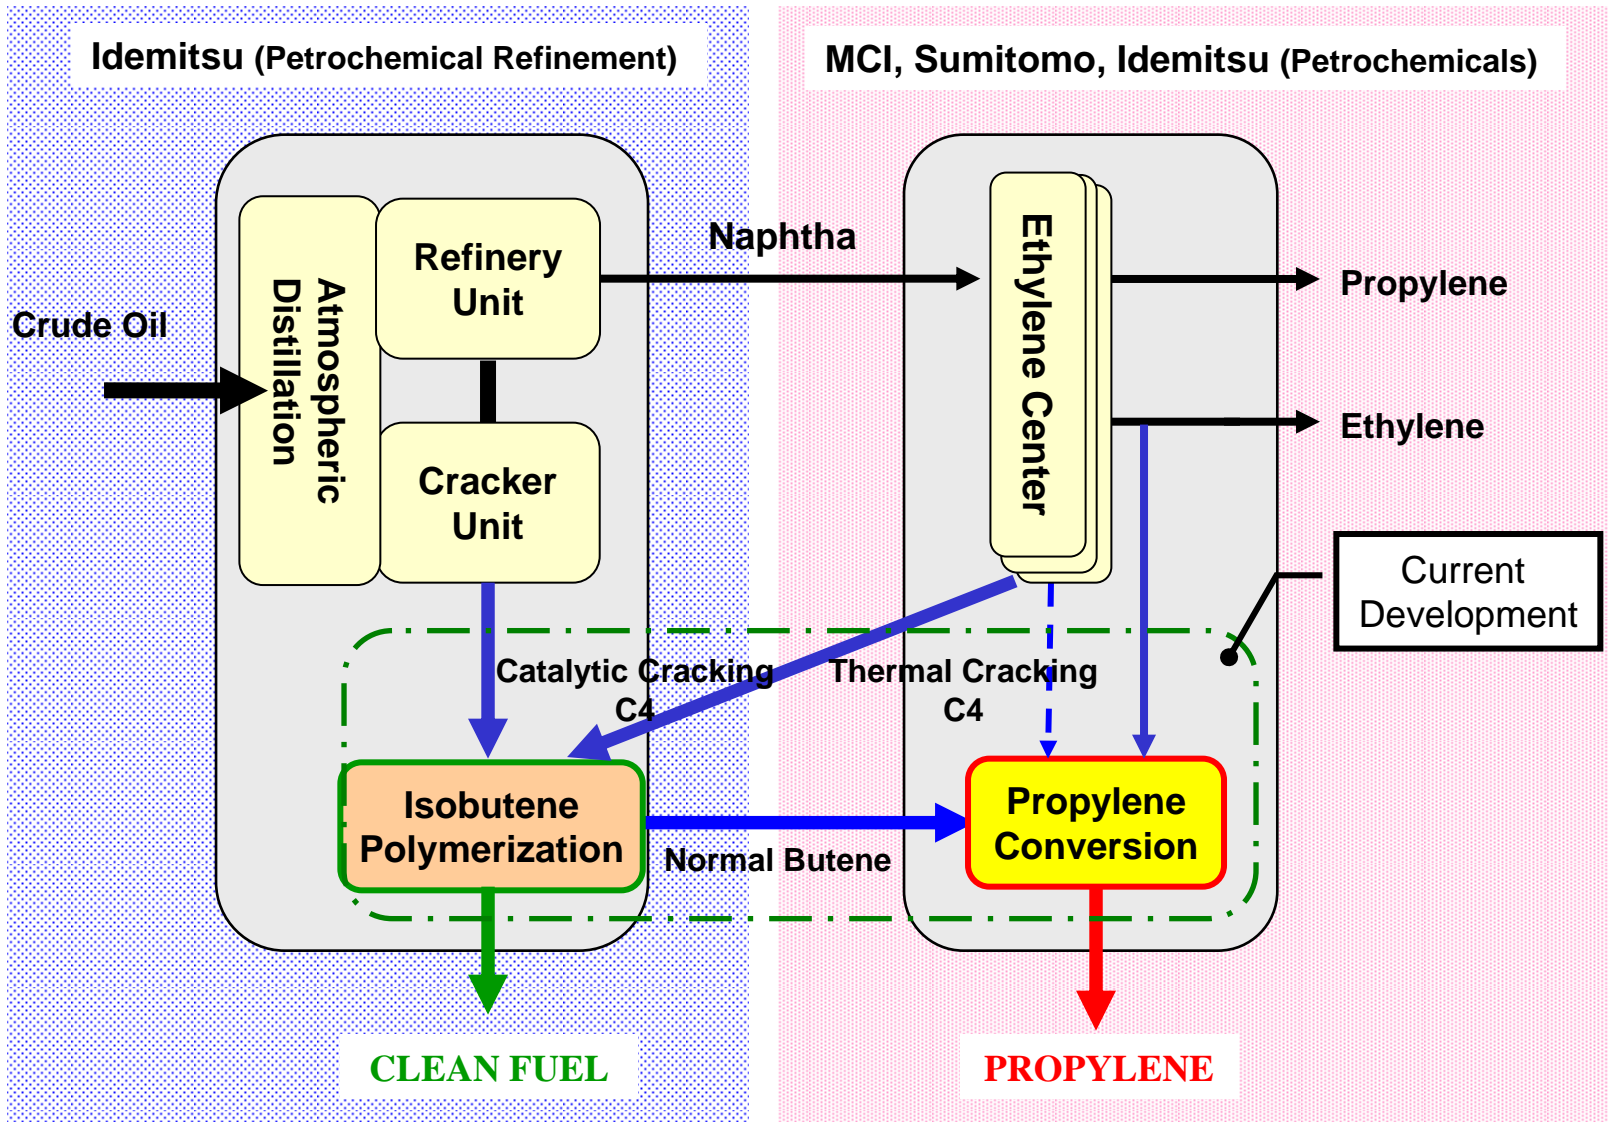 Idemitsu (Petrochemical Refinement)
MCI, Sumitomo, Idemitsu (Petrochemicals)
Crude Oil
Atmospheric
Distillation
Refinery
Unit
Cracker
Unit
Naphtha
Ethylene Center
Propylene
Ethylene
Current
Development
Catalytic Cracking
C4
Thermal Cracking
C4
Isobutene
Polymerization
Normal Butene
Propylene
Conversion
CLEAN FUEL
PROPYLENE